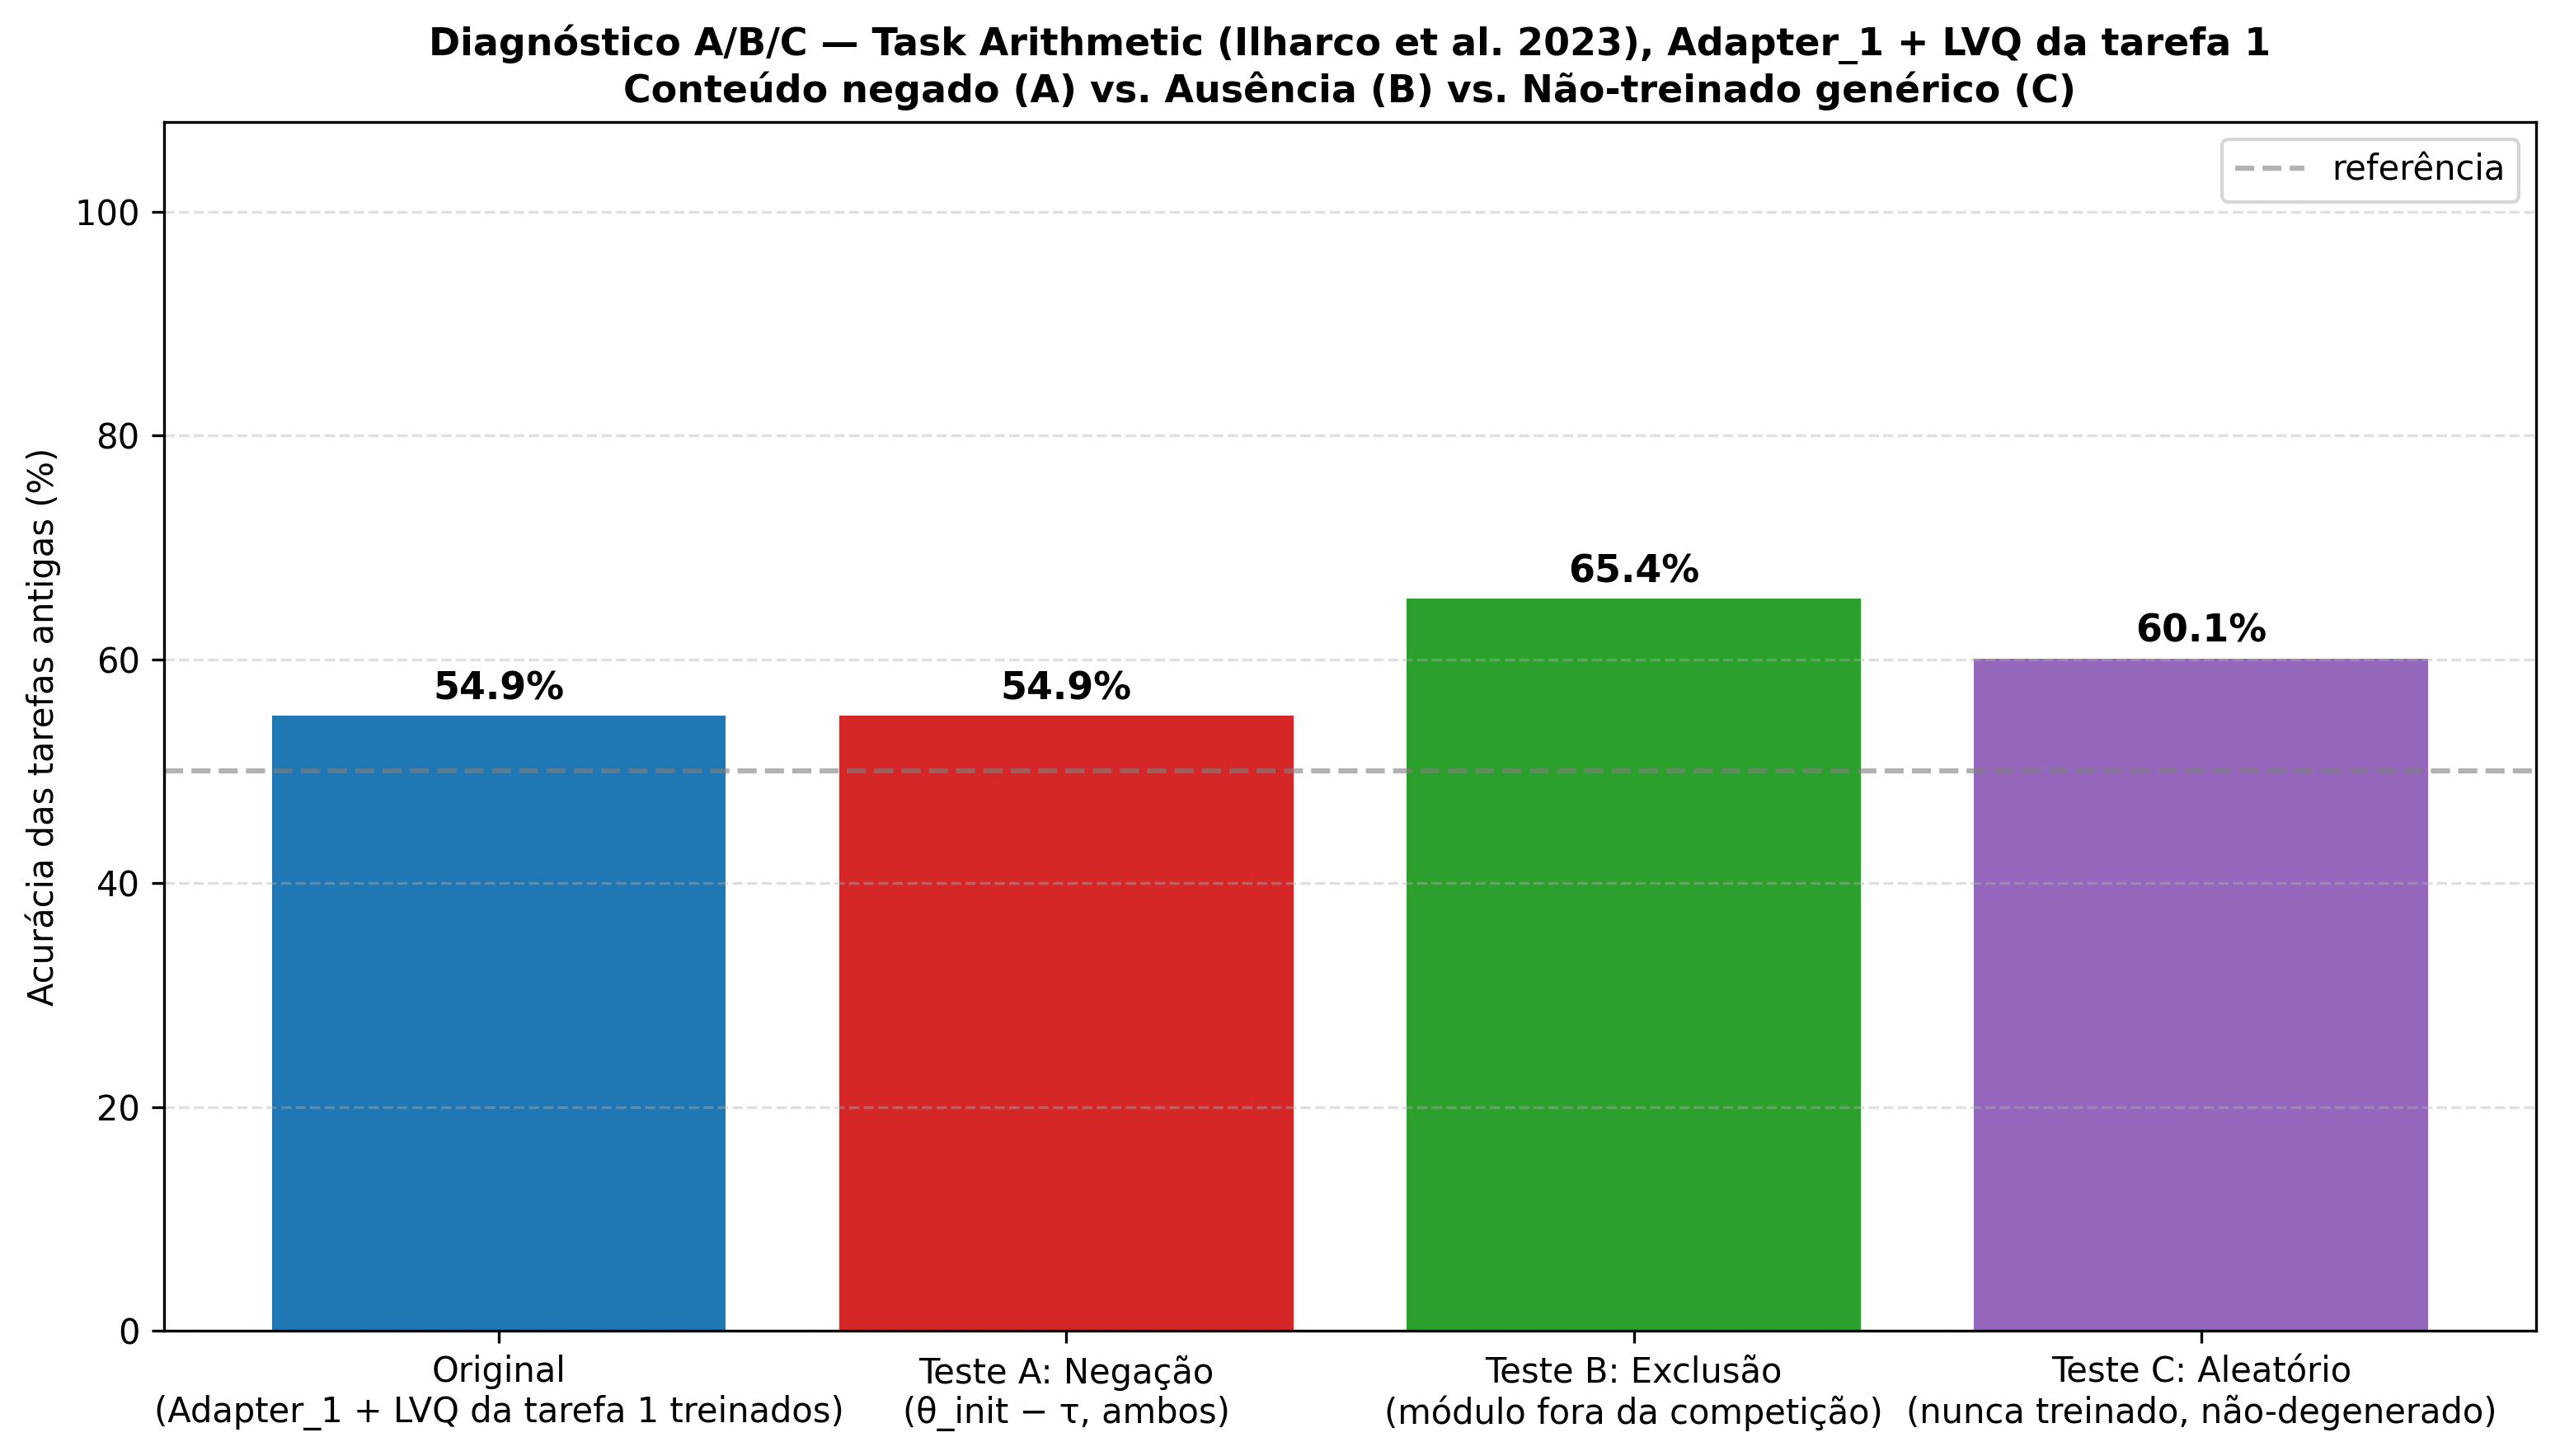 Diagnóstico A/B/C — Task Arithmetic (Ilharco et al. 2023), Adapter_1 + LVQ da tarefa 1
Conteúdo negado (A) vs. Ausência (B) vs. Não-treinado genérico (C)
referência
Acurácia das tarefas antigas (%)
100
80
60
40
20
0
54.9%
54.9%
65.4%
60.1%
Original
(Adapter_1 + LVQ da tarefa 1 treinados)
Teste A: Negação
(θ_init − τ, ambos)
Teste B: Exclusão
(módulo fora da competição)
Teste C: Aleatório
(nunca treinado, não-degenerado)